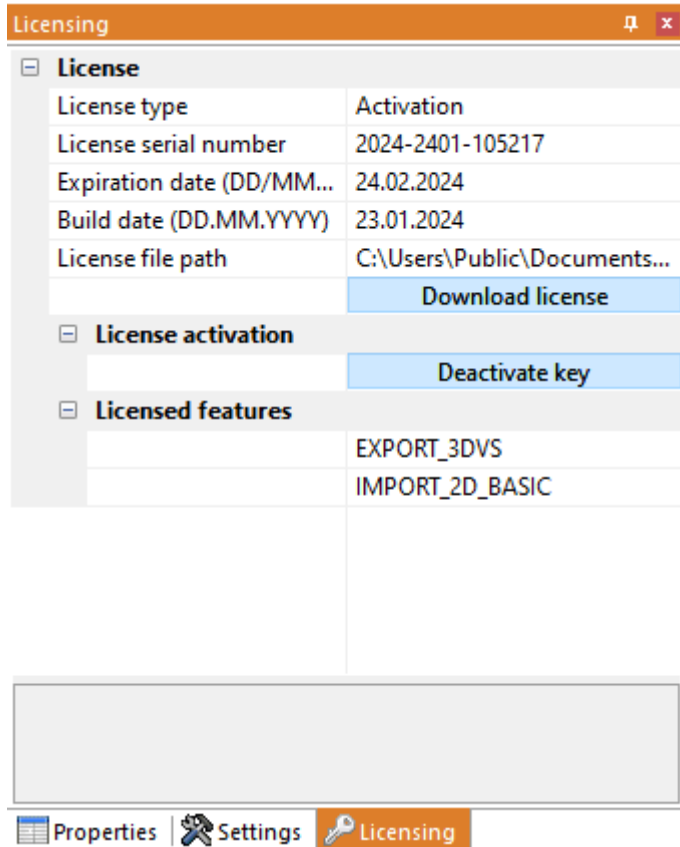 Licensing
License
License type Activation
License serial number 2024-2401-105217
Expiration date (DD/MM... 24.02.2024
Build date (DD.MM.YYYY) 23.01.2024
License file path C:\Users\Public\Documents...
Download license
License activation
Deactivate key
Licensed features
EXPORT_3DVS
IMPORT_2D_BASIC
Properties Settings Licensing